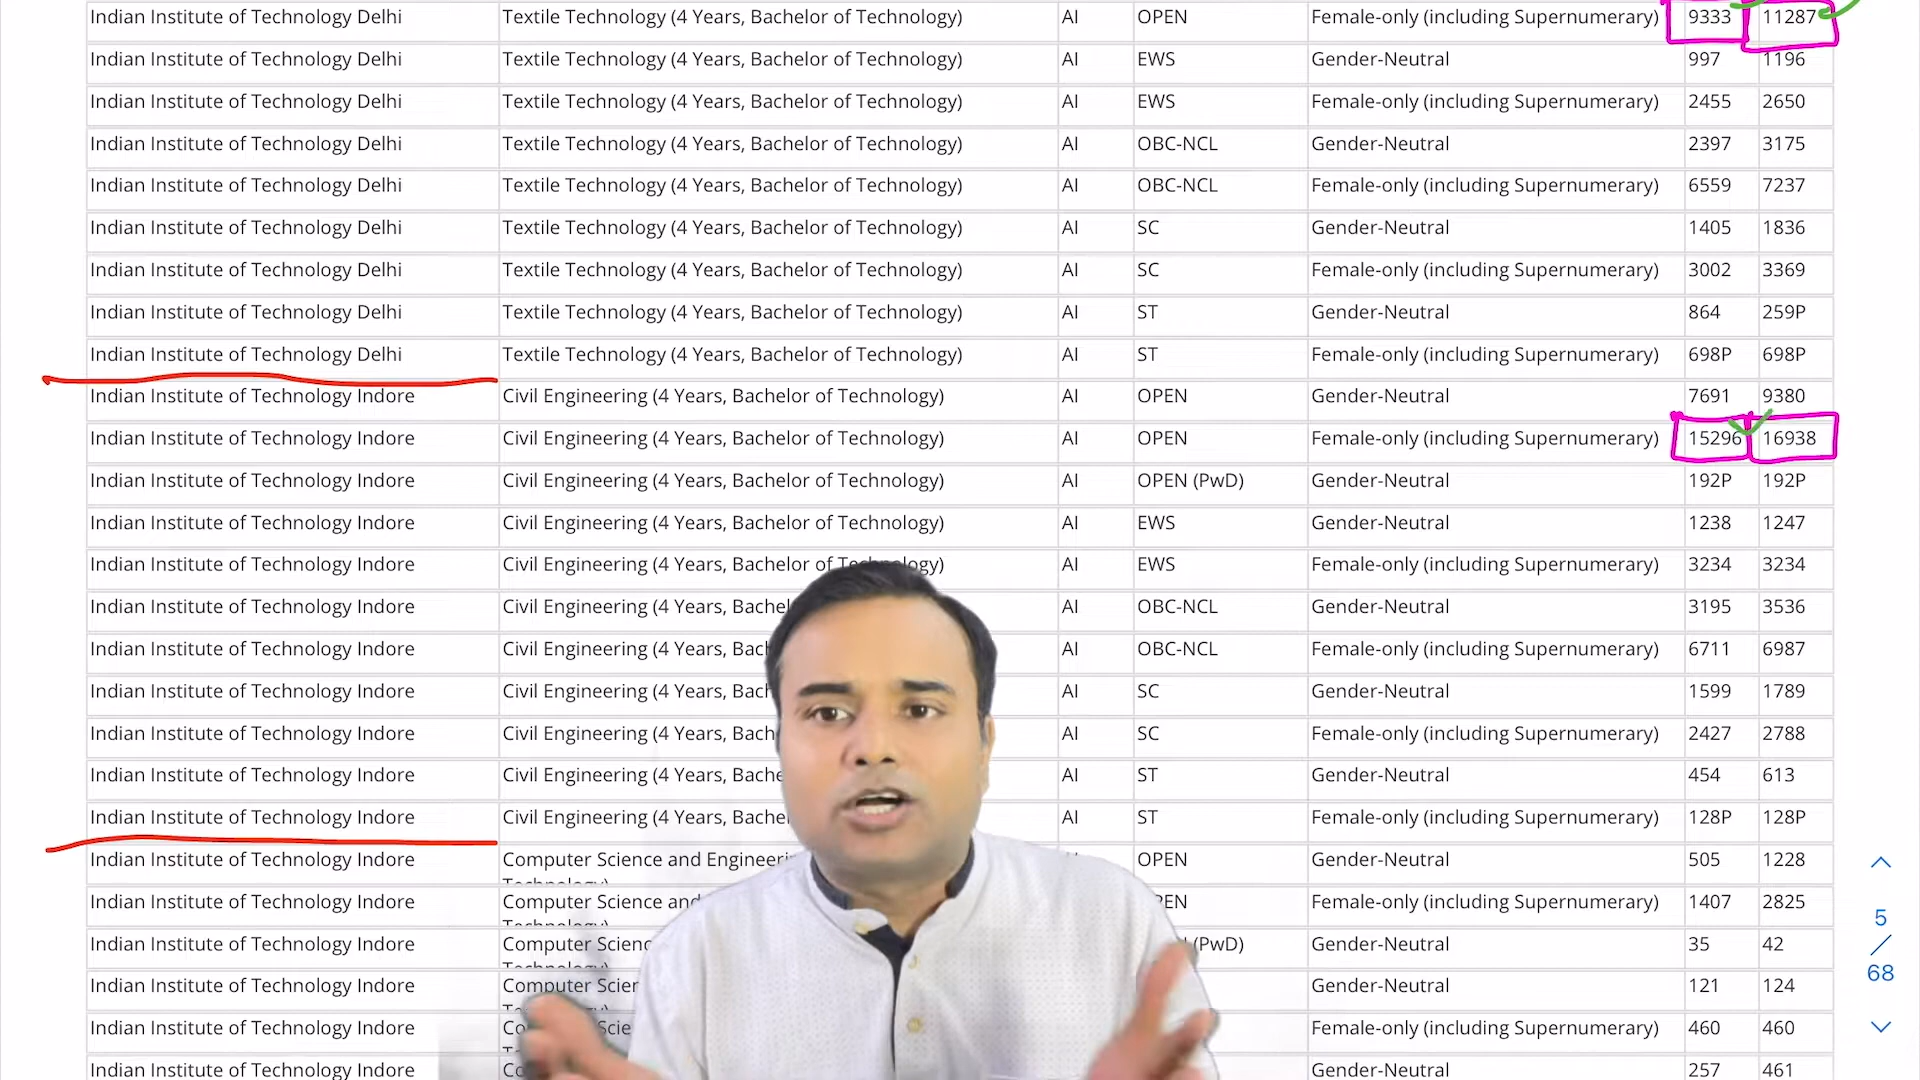 Indian Institute of Technology Delhi Textile Technology (4 Years, Bachelor of Technology) AI OPEN Female-only (including Supernumerary) 9333 11287
Indian Institute of Technology Delhi Textile Technology (4 Years, Bachelor of Technology) AI EWS Gender-Neutral 997 1196
Indian Institute of Technology Delhi Textile Technology (4 Years, Bachelor of Technology) AI EWS Female-only (including Supernumerary) 2455 2650
Indian Institute of Technology Delhi Textile Technology (4 Years, Bachelor of Technology) AI OBC-NCL Gender-Neutral 2397 3175
Indian Institute of Technology Delhi Textile Technology (4 Years, Bachelor of Technology) AI OBC-NCL Female-only (including Supernumerary) 6559 7237
Indian Institute of Technology Delhi Textile Technology (4 Years, Bachelor of Technology) AI SC Gender-Neutral 1405 1836
Indian Institute of Technology Delhi Textile Technology (4 Years, Bachelor of Technology) AI SC Female-only (including Supernumerary) 3002 3369
Indian Institute of Technology Delhi Textile Technology (4 Years, Bachelor of Technology) AI ST Gender-Neutral 864 259P
Indian Institute of Technology Delhi Textile Technology (4 Years, Bachelor of Technology) AI ST Female-only (including Supernumerary) 698P 698P
Indian Institute of Technology Indore Civil Engineering (4 Years, Bachelor of Technology) AI OPEN Gender-Neutral 7691 9380
Indian Institute of Technology Indore Civil Engineering (4 Years, Bachelor of Technology) AI OPEN Female-only (including Supernumerary) 15296 16938
Indian Institute of Technology Indore Civil Engineering (4 Years, Bachelor of Technology) AI OPEN (PwD) Gender-Neutral 192P 192P
Indian Institute of Technology Indore Civil Engineering (4 Years, Bachelor of Technology) AI EWS Gender-Neutral 1238 1247
Indian Institute of Technology Indore Civil Engineering (4 Years, Bachelor of Technology) AI EWS Female-only (including Supernumerary) 3234 3234
Indian Institute of Technology Indore Civil Engineering (4 Years, AI OBC-NCL Gender-Neutral 3195 3536
Indian Institute of Technology Indore Civil Engineering (4 Years, AI OBC-NCL Female-only (including Supernumerary) 6711 6987
Indian Institute of Technology Indore Civil Engineering (4 Years, AI SC Gender-Neutral 1599 1789
Indian Institute of Technology Indore Civil Engineering (4 Years, AI SC Female-only (including Supernumerary) 2427 2788
Indian Institute of Technology Indore Civil Engineering (4 Years, AI ST Gender-Neutral 454 613
Indian Institute of Technology Indore Civil Engineering (4 Years, AI ST Female-only (including Supernumerary) 128P 128P
Indian Institute of Technology Indore Computer Science and OPEN Gender-Neutral 505 1228
Indian Institute of Technology Indore Computer Science and Female-only (including Supernumerary) 1407 2825
Indian Institute of Technology Indore Computer (PwD) Gender-Neutral 35 42
Indian Institute of Technology Indore Computer Gender-Neutral 121 124
Indian Institute of Technology Indore Female-only (including Supernumerary) 460 460
Indian Institute of Technology Indore Gender-Neutral 257 461
5
/
68